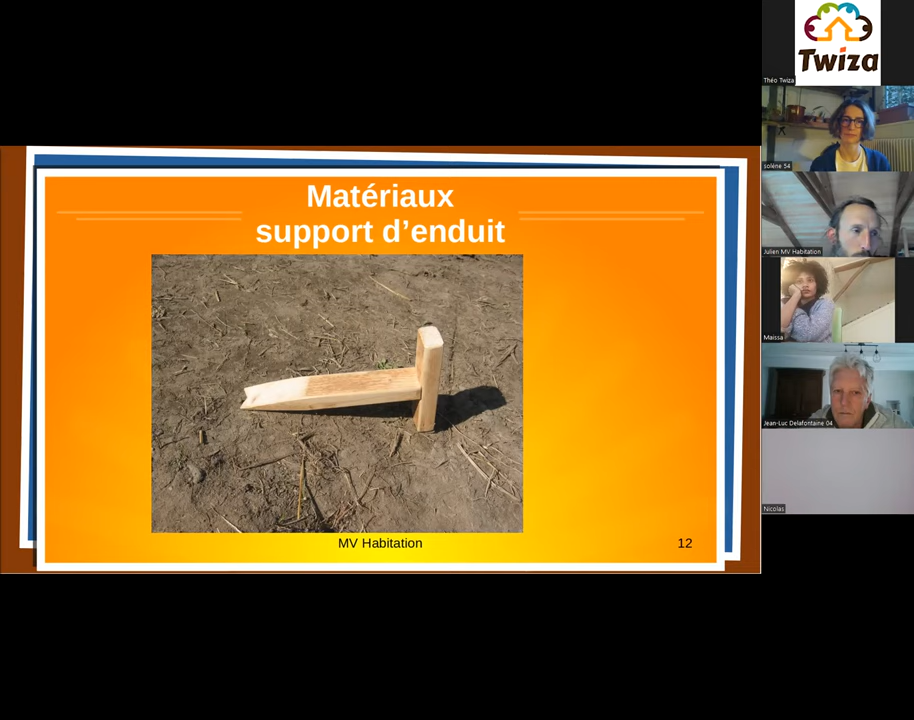 Matériaux
support d’enduit
MV Habitation
12
Twiza
Théo Twiza
solène 54
Julien MV Habitation
Maissa
Jean-Luc Delafontaine 04
Nicolas